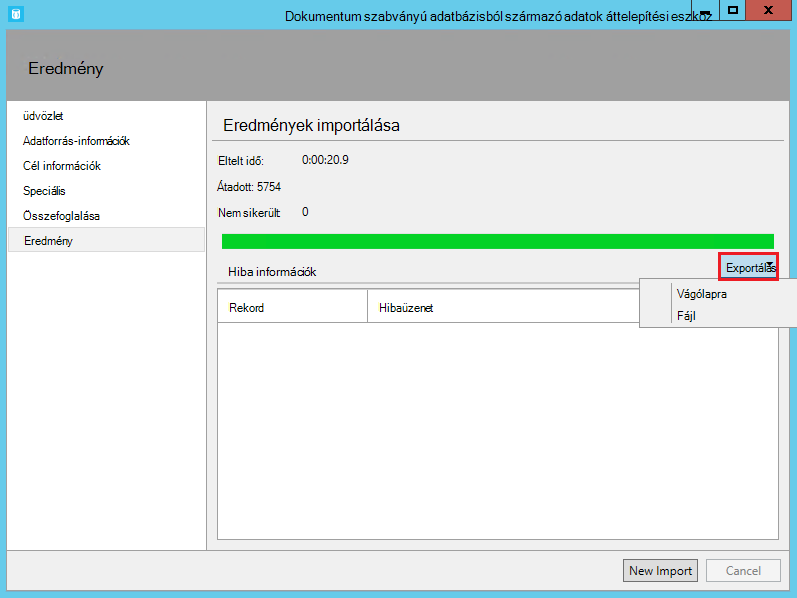 Dokumentum szabványú adatbázisból származó adatok áttelepítési eszköz
Eredmény
üdvözlet
Adatforrás-információk
Cél információk
Speciális
Összefoglalása
Eredmény
Eredmények importálása
Eltelt idő: 0:00:20.9
Átadott: 5754
Nem sikerült 0
Hiba információk
Exportálás
Vágólapra
Fájl
Rekord Hibaüzenet
New Import Cancel